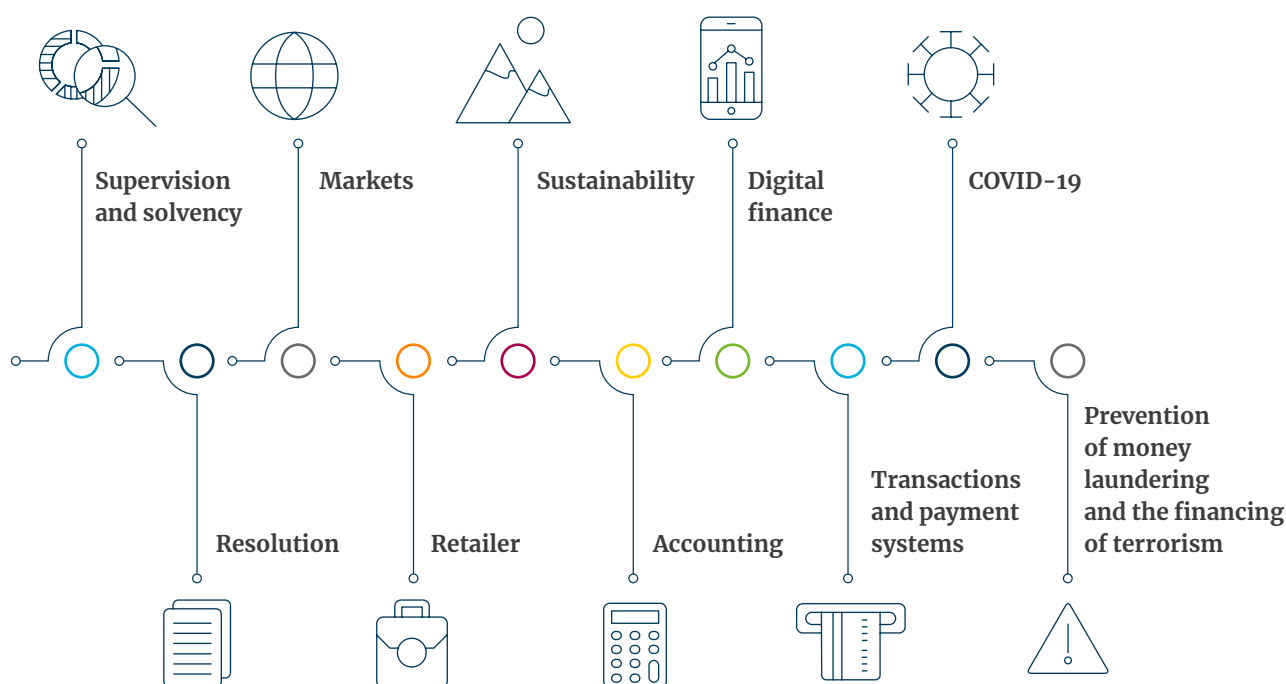 Supervision
and solvency
Markets
Sustainability
Digital
finance
COVID-19
Resolution
Retailer
Accounting
Transactions
and payment
systems
Prevention
of money
laundering
and the financing
of terrorism